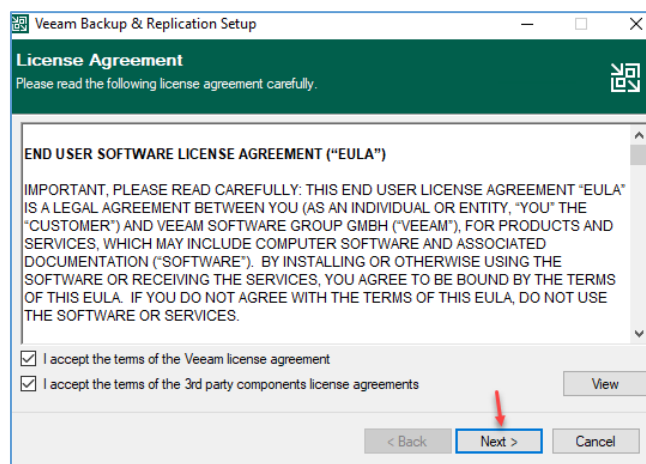 Veeam Backup & Replication Setup
License Agreement
Please read the following license agreement carefully.
END USER SOFTWARE LICENSE AGREEMENT (“EULA”)
IMPORTANT, PLEASE READ CAREFULLY: THIS END USER LICENSE AGREEMENT “EULA”
IS A LEGAL AGREEMENT BETWEEN YOU (AS AN INDIVIDUAL OR ENTITY, “YOU” THE
“CUSTOMER”) AND VEEAM SOFTWARE GROUP GMBH (“VEEAM”), FOR PRODUCTS AND
SERVICES, WHICH MAY INCLUDE COMPUTER SOFTWARE AND ASSOCIATED
DOCUMENTATION (“SOFTWARE”).  BY INSTALLING OR OTHERWISE USING THE
SOFTWARE OR RECEIVING THE SERVICES, YOU AGREE TO BE BOUND BY THE TERMS
OF THIS EULA.  IF YOU DO NOT AGREE WITH THE TERMS OF THIS EULA, DO NOT USE
THE SOFTWARE OR SERVICES.
I accept the terms of the Veeam license agreement
I accept the terms of the 3rd party components license agreements
View
< Back
Next >
Cancel